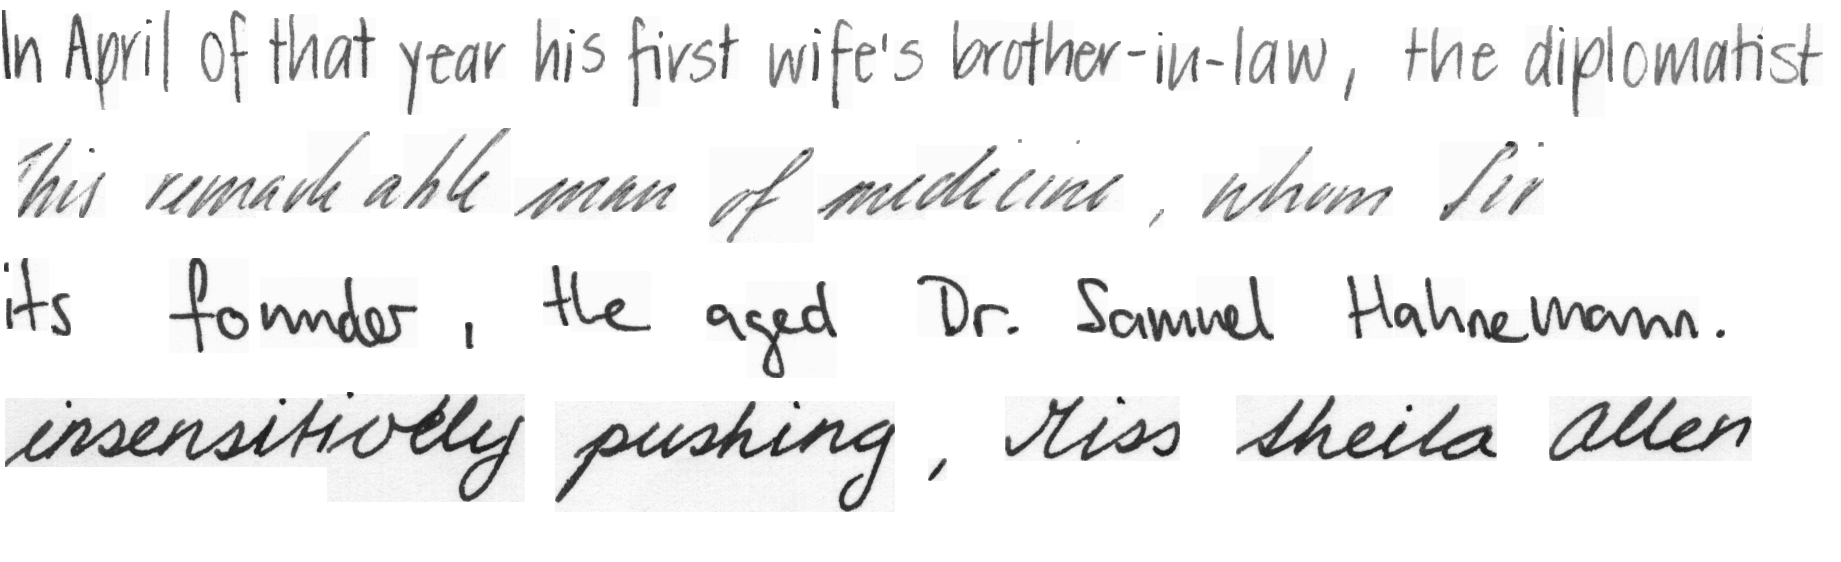 In April of that year his first wife's brother-in-law, the diplomatist
This remarkable man of medicine, whom Sir
its founder, the aged Dr. Samuel Hahnemann.
insensitively pushing, Miss Sheila Allen